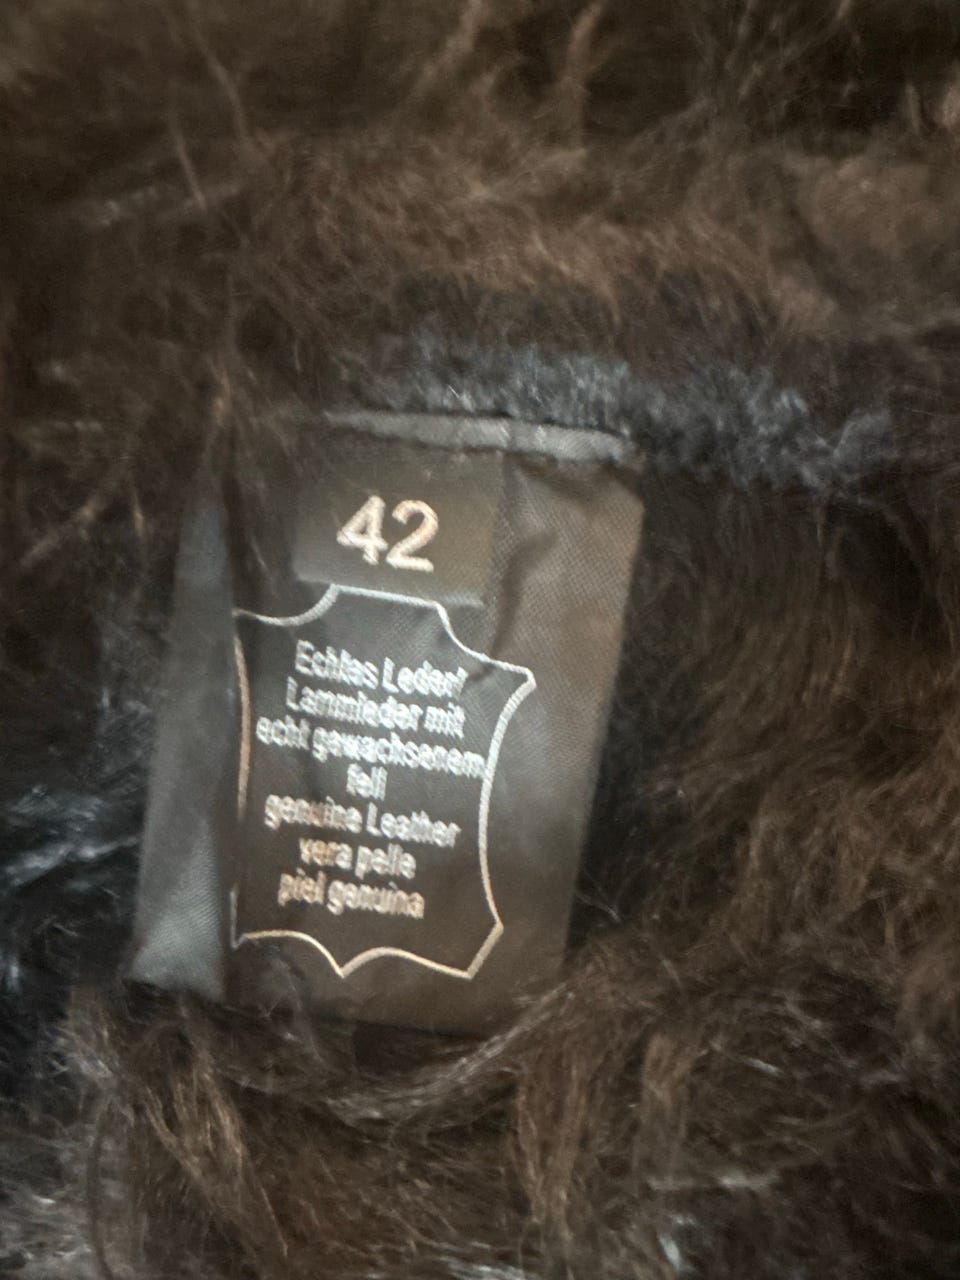 42
Echtes Leder/
Lammleder mit
echt gewachsenem
fell
genuine Leather
vera pelle
piel genuina